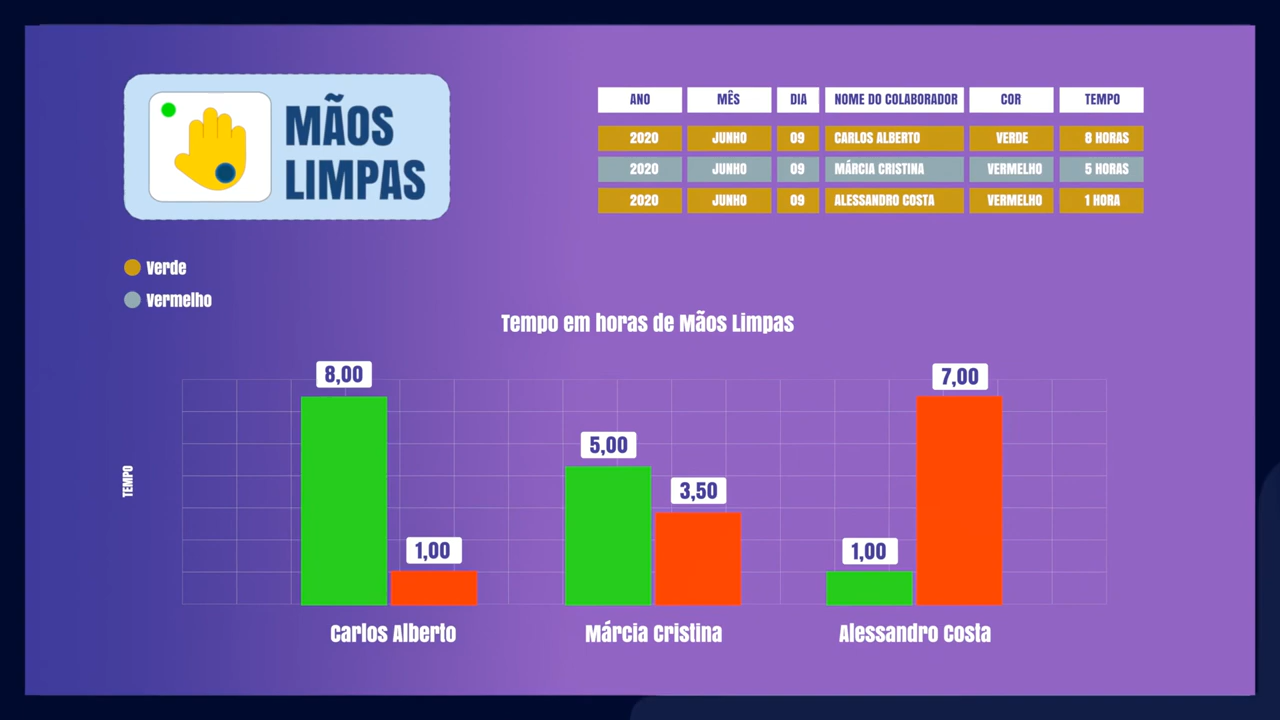 MÃOS
LIMPAS
ANO MÊS DIA NOME DO COLABORADOR COR TEMPO
2020 JUNHO 09 CARLOS ALBERTO VERDE 8 HORAS
2020 JUNHO 09 MÁRCIA CRISTINA VERMELHO 5 HORAS
2020 JUNHO 09 ALESSANDRO COSTA VERMELHO 1 HORA
Verde
Vermelho
Tempo em horas de Mãos Limpas
8,00
7,00
5,00
3,50
1,00
1,00
TEMPO
Carlos Alberto
Márcia Cristina
Alessandro Costa